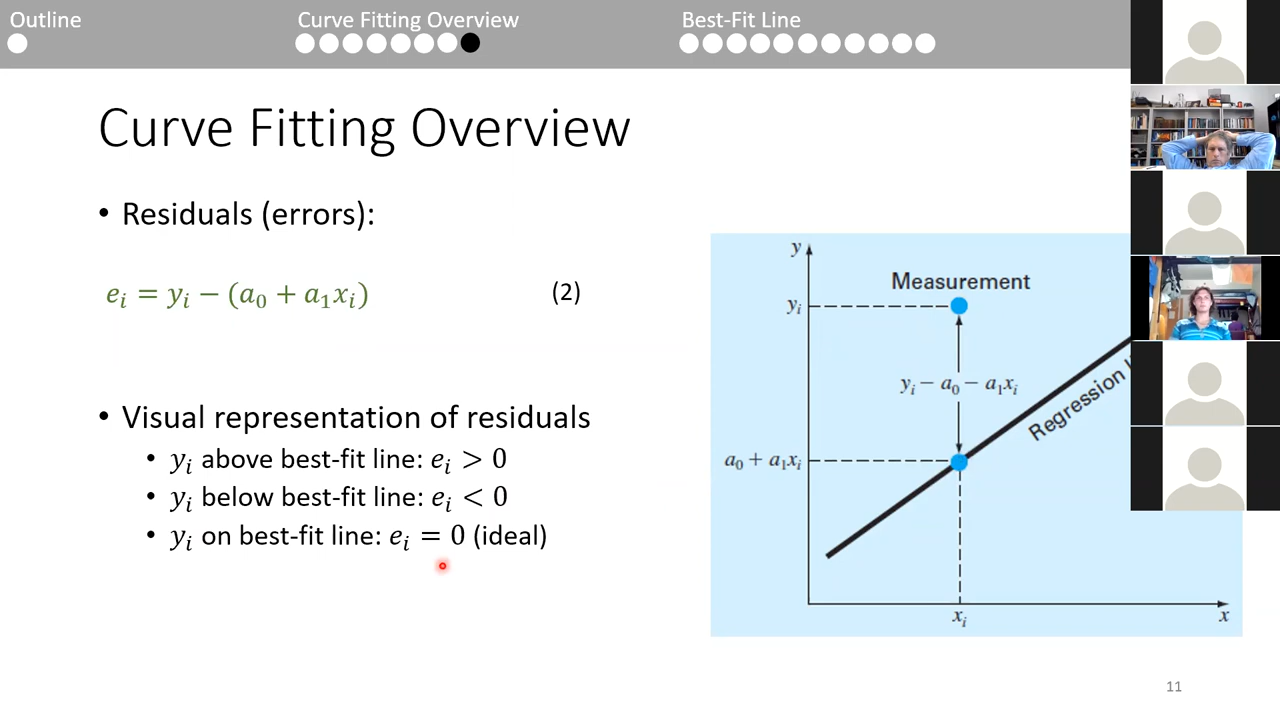 Outline
Curve Fitting Overview
Best-Fit Line
Curve Fitting Overview
• Residuals (errors):
eᵢ = yᵢ − (a₀ + a₁xᵢ)
(2)
• Visual representation of residuals
• yᵢ above best-fit line: eᵢ > 0
• yᵢ below best-fit line: eᵢ < 0
• yᵢ on best-fit line: eᵢ = 0 (ideal)
y
Measurement
yᵢ
yᵢ − a₀ − a₁xᵢ
Regression
a₀ + a₁xᵢ
xᵢ
x
11